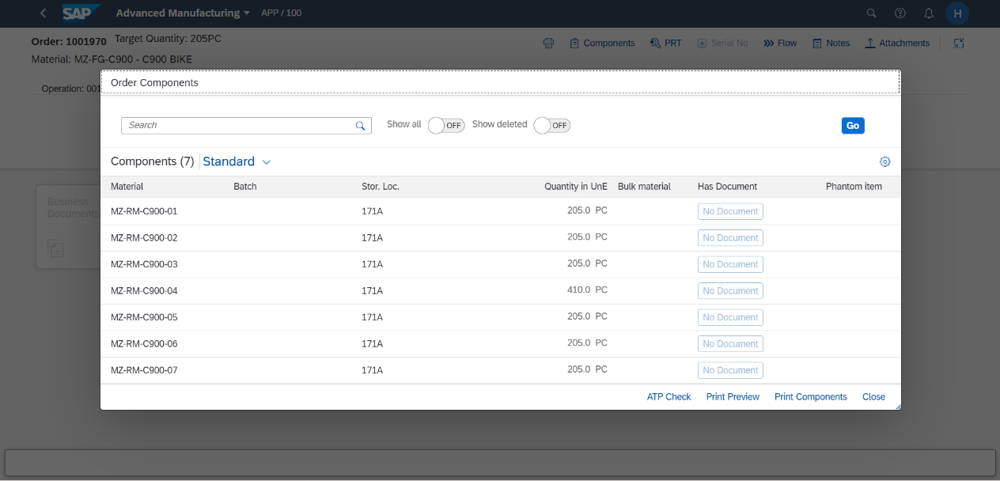 SAP Advanced Manufacturing APP / 100 H
Order: 1001970 Target Quantity: 205PC
Components PRT Serial No Flow Notes Attachments
Material: MZ-FG-C900 - C900 BIKE
Operation: 001
Business
Documents
Order Components
Search Show all OFF Show deleted OFF Go
Components (7) Standard
Material Batch Stor. Loc. Quantity in UnE Bulk material Has Document Phantom item
MZ-RM-C900-01 171A 205.0 PC No Document
MZ-RM-C900-02 171A 205.0 PC No Document
MZ-RM-C900-03 171A 205.0 PC No Document
MZ-RM-C900-04 171A 410.0 PC No Document
MZ-RM-C900-05 171A 205.0 PC No Document
MZ-RM-C900-06 171A 205.0 PC No Document
MZ-RM-C900-07 171A 205.0 PC No Document
ATP Check Print Preview Print Components Close